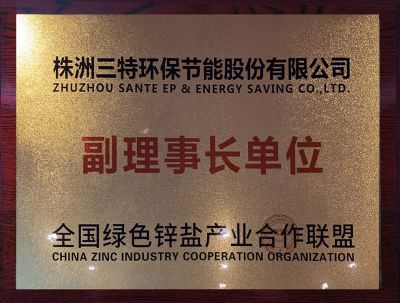 株洲三特环保节能股份有限公司
ZHUZHOU SANTE EP & ENERGY SAVING CO.,LTD.
副理事长单位
全国绿色锌盐产业合作联盟
CHINA ZINC INDUSTRY COOPERATION ORGANIZATION